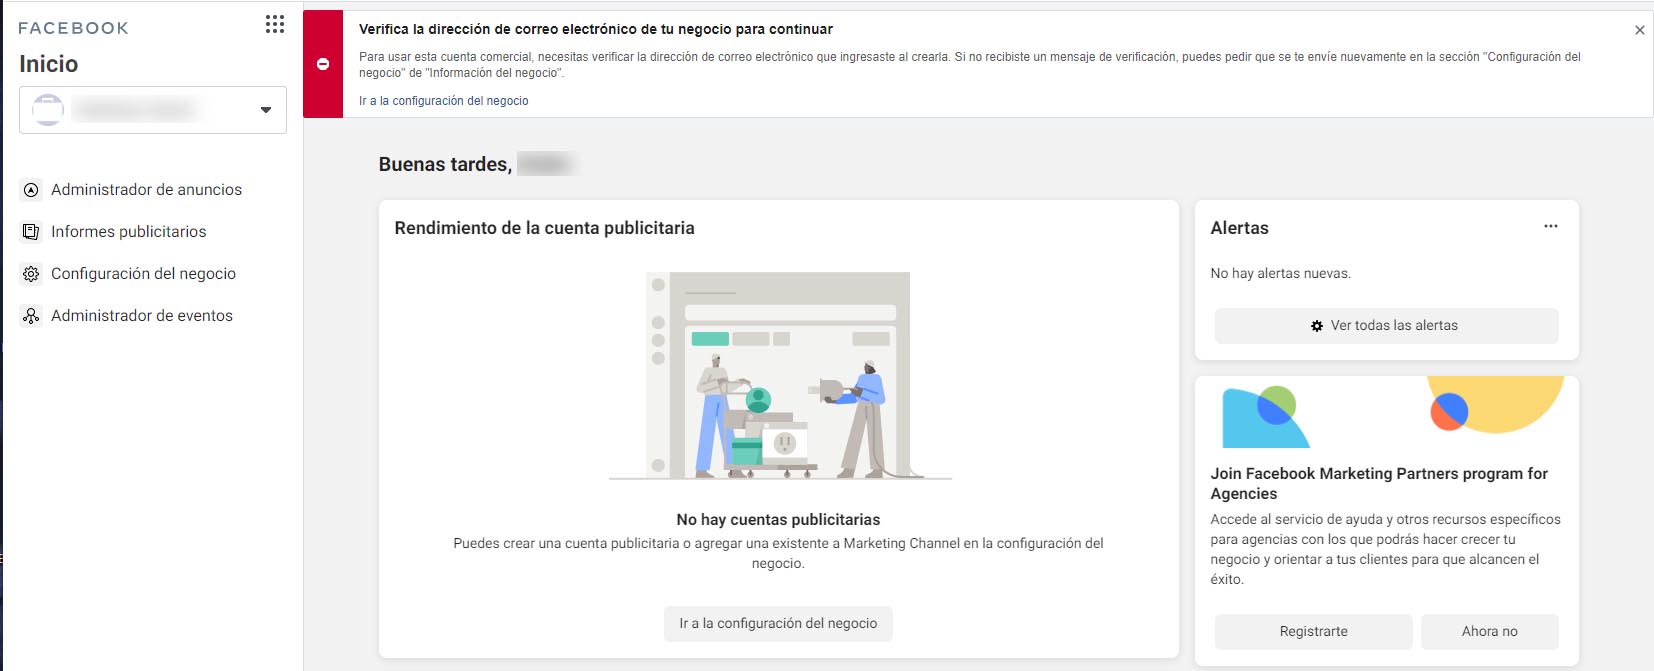 FACEBOOK
Inicio
Administrador de anuncios
Informes publicitarios
Configuración del negocio
Administrador de eventos
Verifica la dirección de correo electrónico de tu negocio para continuar
Para usar esta cuenta comercial, necesitas verificar la dirección de correo electrónico que ingresaste al crearla. Si no recibiste un mensaje de verificación, puedes pedir que se te envíe nuevamente en la sección "Configuración del
negocio" de "Información del negocio".
Ir a la configuración del negocio
Buenas tardes,
Rendimiento de la cuenta publicitaria
No hay cuentas publicitarias
Puedes crear una cuenta publicitaria o agregar una existente a Marketing Channel en la configuración del
negocio.
Ir a la configuración del negocio
Alertas
No hay alertas nuevas.
Ver todas las alertas
Join Facebook Marketing Partners program for
Agencies
Accede al servicio de ayuda y otros recursos específicos
para agencias con los que podrás hacer crecer tu
negocio y orientar a tus clientes para que alcancen el
éxito.
Registrarte
Ahora no